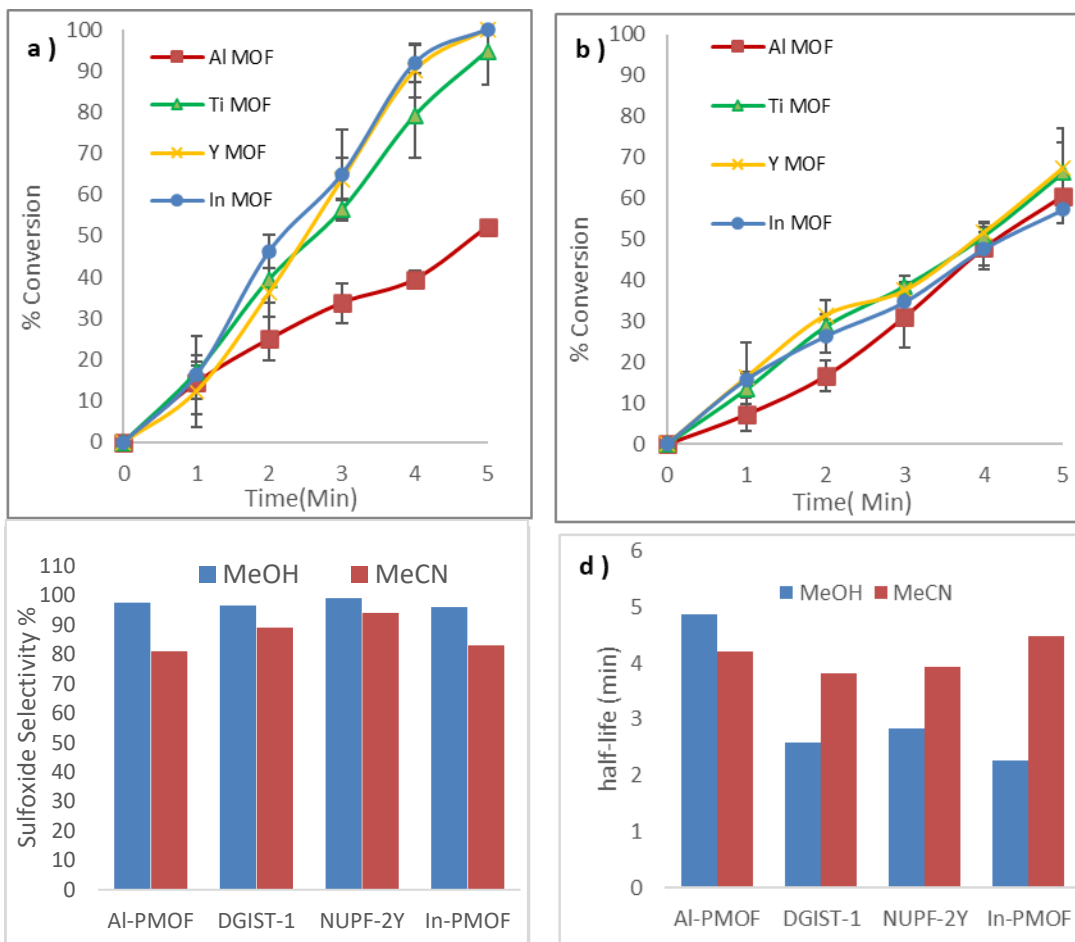 a )
Al MOF
Ti MOF
Y MOF
In MOF
% Conversion
100
90
80
70
60
50
40
30
20
10
0
0 1 2 3 4 5
Time(Min)
b )
Al MOF
Ti MOF
Y MOF
In MOF
% Conversion
100
90
80
70
60
50
40
30
20
10
0
0 1 2 3 4 5
Time( Min)
MeOH MeCN
Sulfoxide Selectivity %
110
100
90
80
70
60
50
40
30
20
10
0
Al-PMOF DGIST-1 NUPF-2Y In-PMOF
d )
MeOH MeCN
half-life (min)
6
5
4
3
2
1
0
Al-PMOF DGIST-1 NUPF-2Y In-PMOF